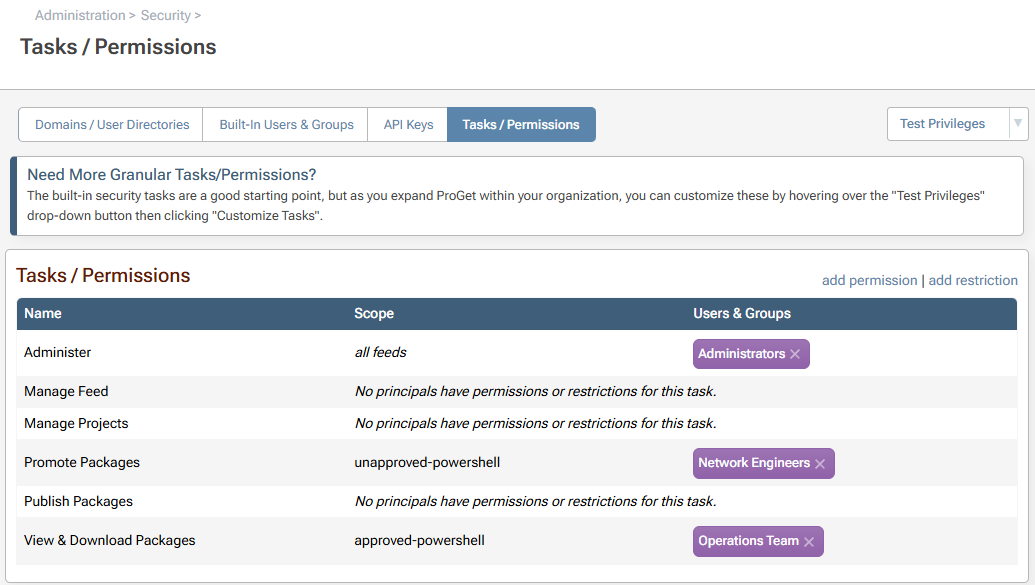 Administration > Security >
Tasks / Permissions
Domains / User Directories Built-In Users & Groups API Keys Tasks / Permissions Test Privileges
Need More Granular Tasks/Permissions?
The built-in security tasks are a good starting point, but as you expand ProGet within your organization, you can customize these by hovering over the "Test Privileges"
drop-down button then clicking "Customize Tasks".
Tasks / Permissions
add permission | add restriction
Name Scope Users & Groups
Administer all feeds Administrators ×
Manage Feed No principals have permissions or restrictions for this task.
Manage Projects No principals have permissions or restrictions for this task.
Promote Packages unapproved-powershell Network Engineers ×
Publish Packages No principals have permissions or restrictions for this task.
View & Download Packages approved-powershell Operations Team ×